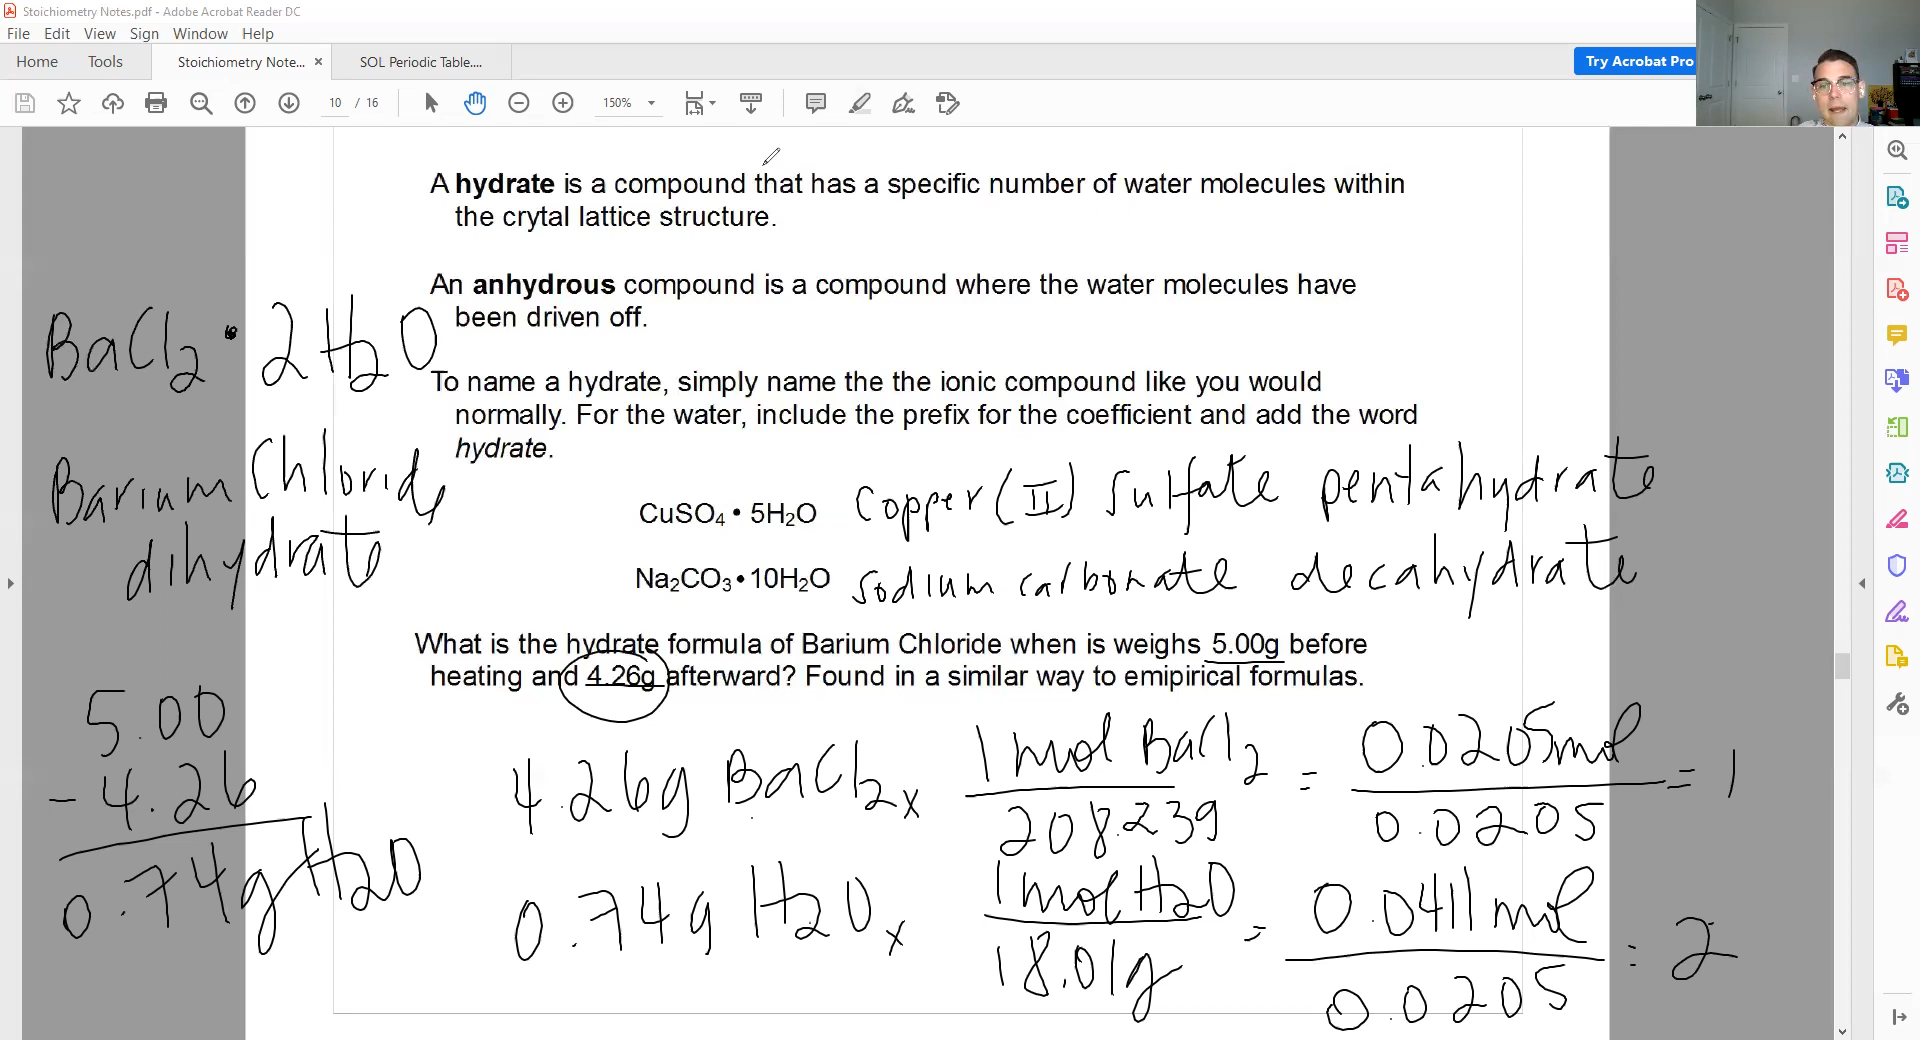 Stoichiometry Notes.pdf - Adobe Acrobat Reader DC
File Edit View Sign Window Help
Home Tools Stoichiometry Note... × SOL Periodic Table.... Try Acrobat Pro
10 / 16 150%
A hydrate is a compound that has a specific number of water molecules within
the crytal lattice structure.
An anhydrous compound is a compound where the water molecules have
been driven off.
BaCl₂ • 2H₂O
To name a hydrate, simply name the the ionic compound like you would
normally. For the water, include the prefix for the coefficient and add the word
hydrate.
Barium Chloride
dihydrate
CuSO₄ • 5H₂O Copper (II) sulfate pentahydrate
Na₂CO₃ • 10H₂O sodium carbonate decahydrate
What is the hydrate formula of Barium Chloride when is weighs 5.00g before
heating and 4.26g afterward? Found in a similar way to emipirical formulas.
5.00
- 4.26
0.74g H₂O
4.26g BaCl₂ x 1 mol BaCl₂ = 0.0205mol = 1
208.23g 0.0205
0.74g H₂O x 1 mol H₂O = 0.0411 mol = 2
18.01g 0.0205